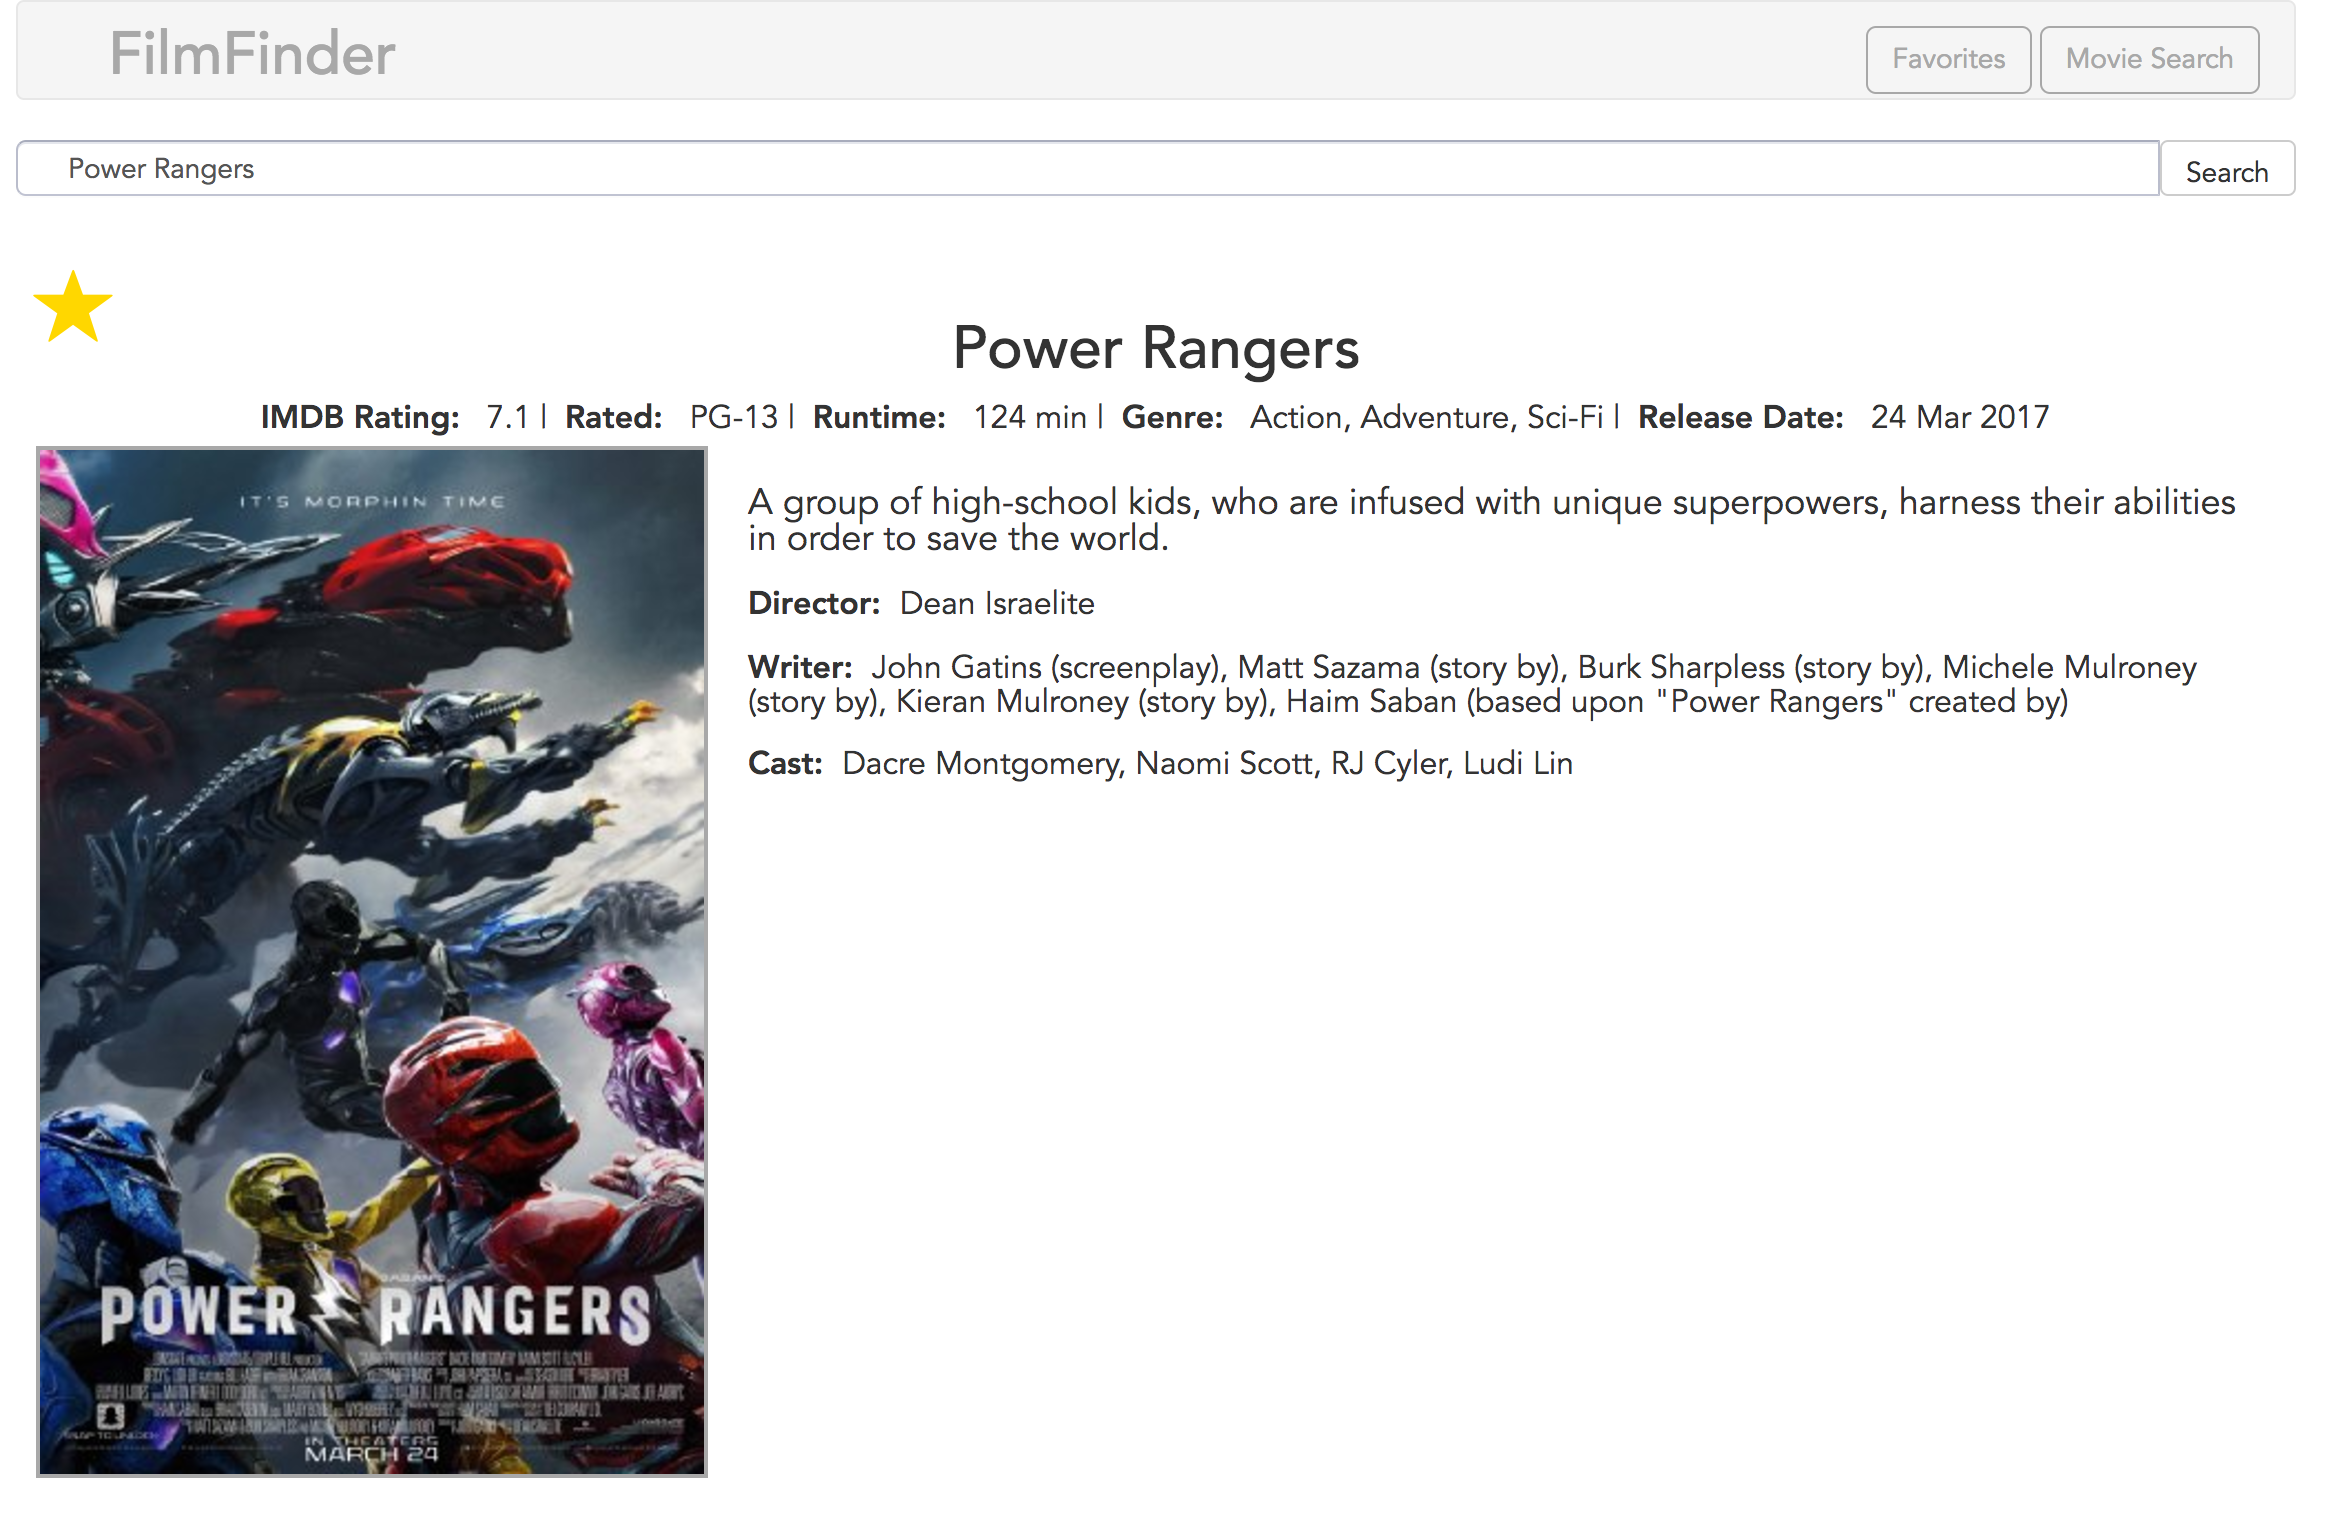 FilmFinder
Favorites
Movie Search
Power Rangers
Search
Power Rangers
IMDB Rating: 7.1 | Rated: PG-13 | Runtime: 124 min | Genre: Action, Adventure, Sci-Fi | Release Date: 24 Mar 2017
IT'S MORPHIN TIME
A group of high-school kids, who are infused with unique superpowers, harness their abilities
in order to save the world.
Director: Dean Israelite
Writer: John Gatins (screenplay), Matt Sazama (story by), Burk Sharpless (story by), Michele Mulroney
(story by), Kieran Mulroney (story by), Haim Saban (based upon "Power Rangers" created by)
Cast: Dacre Montgomery, Naomi Scott, RJ Cyler, Ludi Lin
SABAN'S
POWER RANGERS
SNAP TO UNLOCK
IN THEATERS
MARCH 24